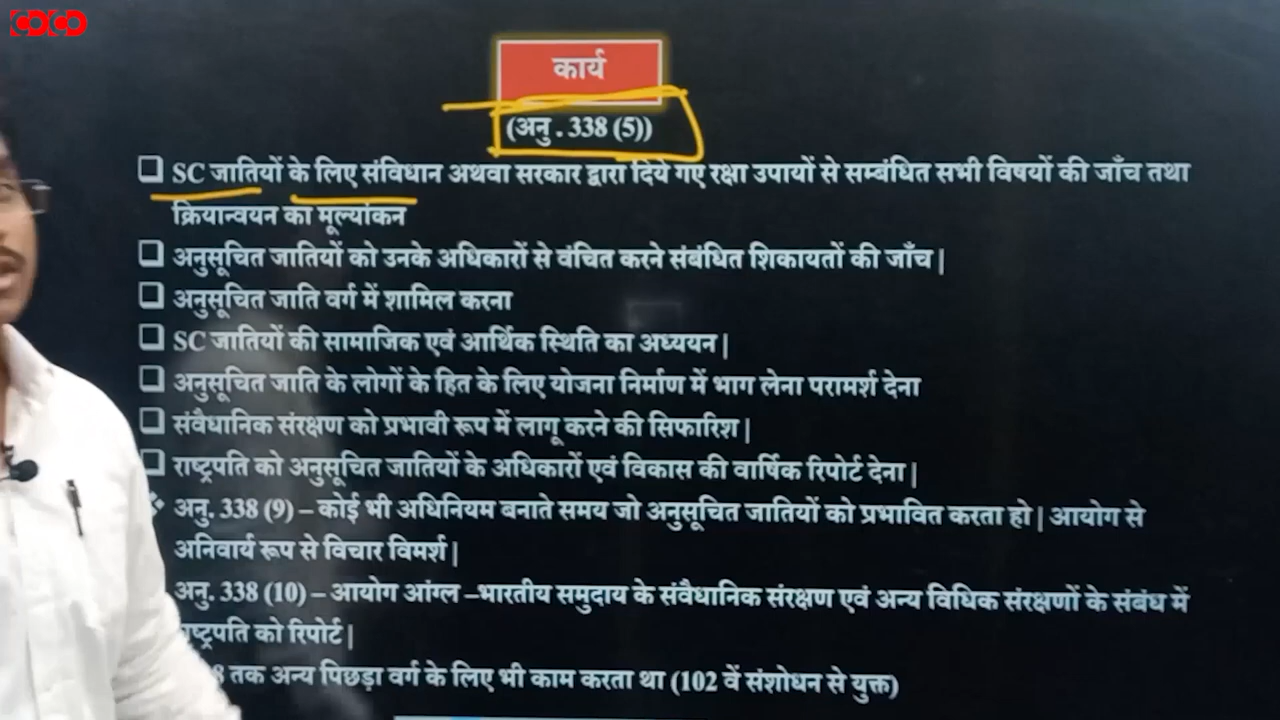 कार्य
(अनु . 338 (5))
SC जातियों के लिए संविधान अथवा सरकार द्वारा दिये गए रक्षा उपायों से सम्बंधित सभी विषयों की जाँच तथा
क्रियान्वयन का मूल्यांकन
अनुसूचित जातियों को उनके अधिकारों से वंचित करने संबंधित शिकायतों की जाँच |
अनुसूचित जाति वर्ग में शामिल करना
SC जातियों की सामाजिक एवं आर्थिक स्थिति का अध्ययन |
अनुसूचित जाति के लोगों के हित के लिए योजना निर्माण में भाग लेना परामर्श देना
संवैधानिक संरक्षण को प्रभावी रूप में लागू करने की सिफारिश |
राष्ट्रपति को अनुसूचित जातियों के अधिकारों एवं विकास की वार्षिक रिपोर्ट देना |
अनु. 338 (9) – कोई भी अधिनियम बनाते समय जो अनुसूचित जातियों को प्रभावित करता हो | आयोग से
अनिवार्य रूप से विचार विमर्श |
अनु. 338 (10) – आयोग आंग्ल –भारतीय समुदाय के संवैधानिक संरक्षण एवं अन्य विधिक संरक्षणों के संबंध में
को रिपोर्ट |
तक अन्य पिछड़ा वर्ग के लिए भी काम करता था (102 वें संशोधन से युक्त)